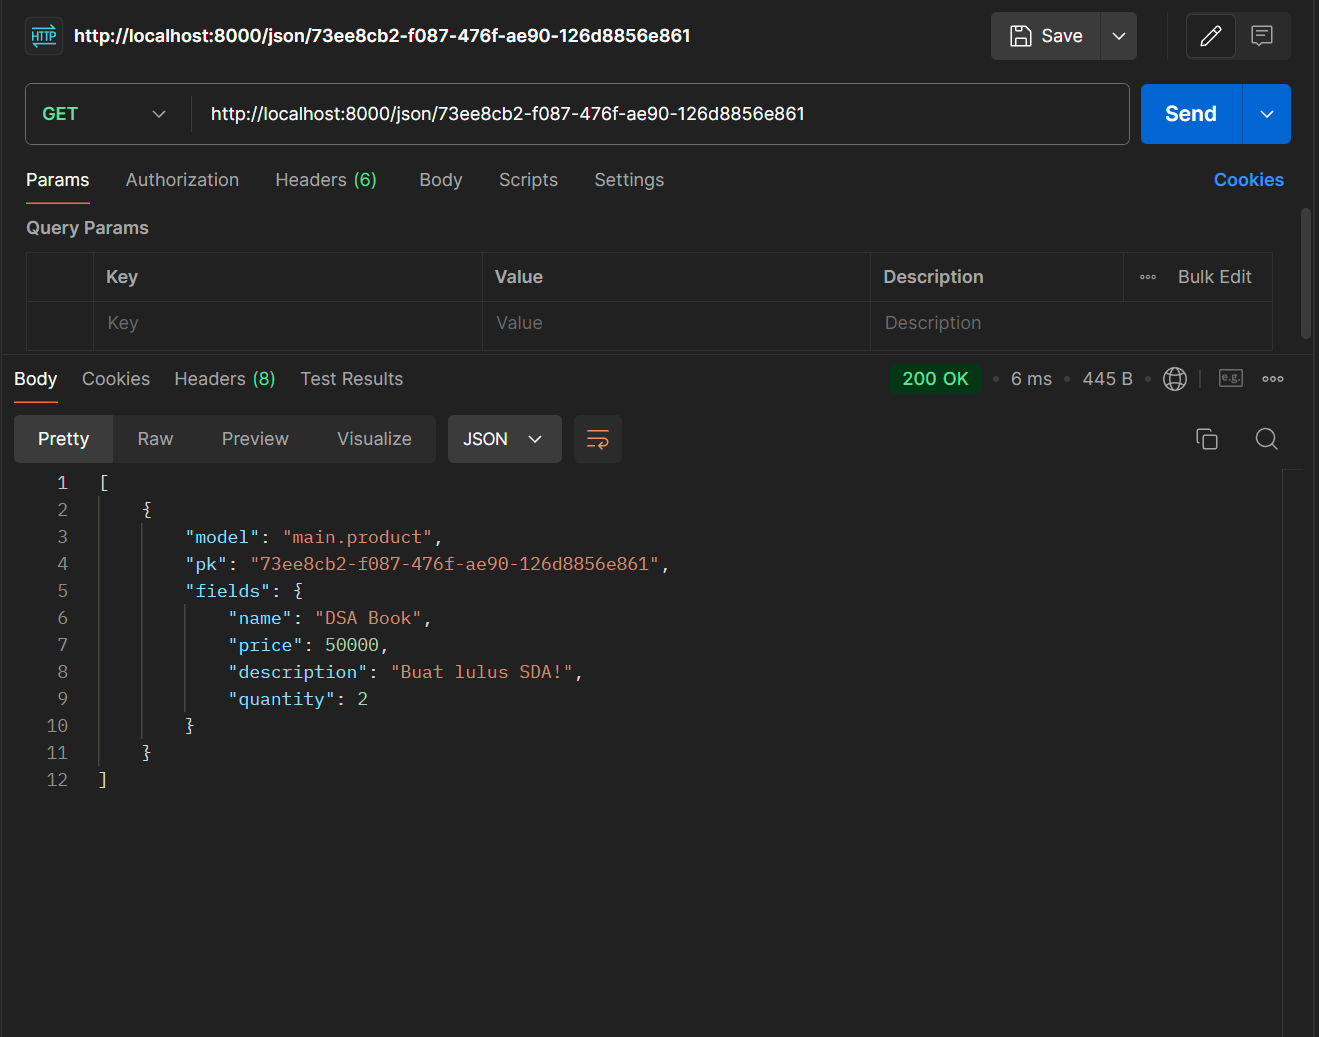 HTTP http://localhost:8000/json/73ee8cb2-f087-476f-ae90-126d8856e861 Save
GET http://localhost:8000/json/73ee8cb2-f087-476f-ae90-126d8856e861 Send
Params Authorization Headers (6) Body Scripts Settings Cookies
Query Params
Key Value Description Bulk Edit
Key Value Description
Body Cookies Headers (8) Test Results 200 OK • 6 ms • 445 B • e.g.
Pretty Raw Preview Visualize JSON
1 [
2 {
3 "model": "main.product",
4 "pk": "73ee8cb2-f087-476f-ae90-126d8856e861",
5 "fields": {
6 "name": "DSA Book",
7 "price": 50000,
8 "description": "Buat lulus SDA!",
9 "quantity": 2
10 }
11 }
12 ]